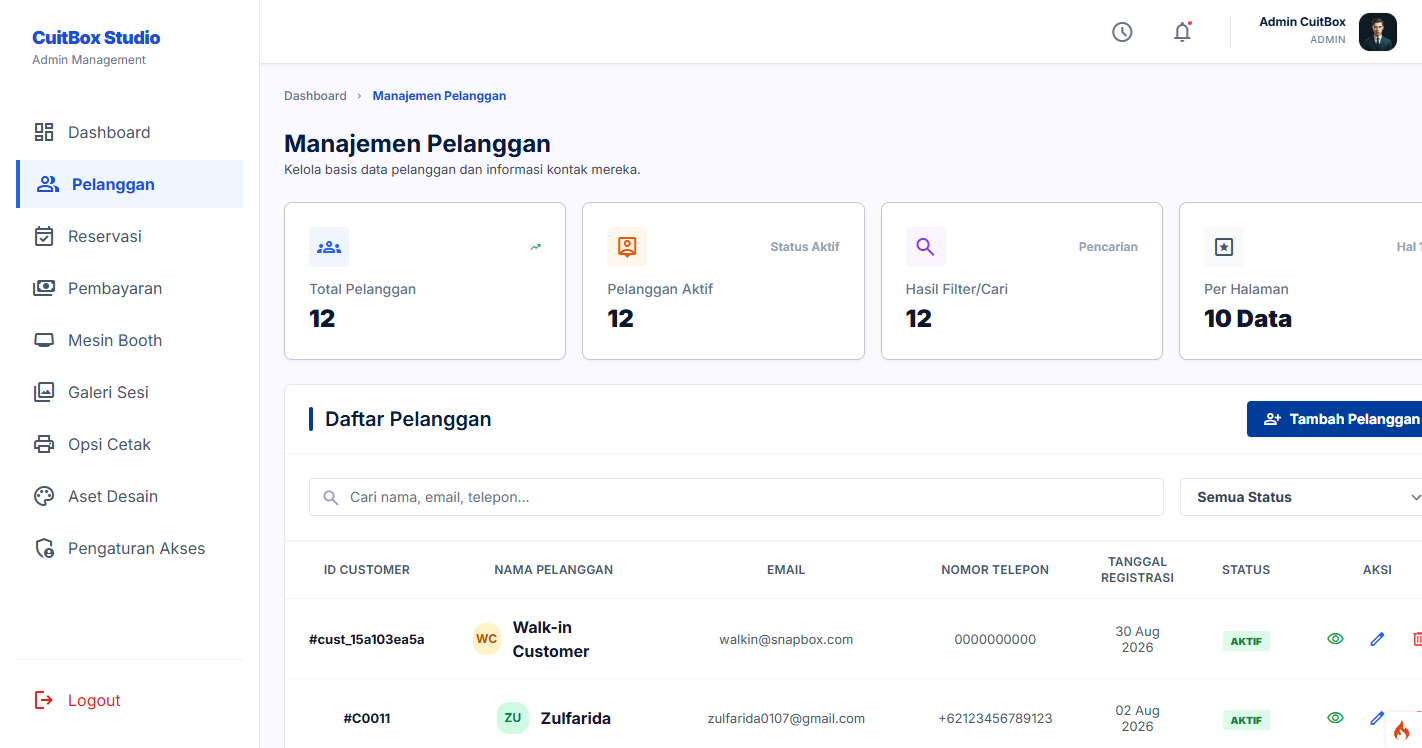 CuitBox Studio
Admin Management
Dashboard
Pelanggan
Reservasi
Pembayaran
Mesin Booth
Galeri Sesi
Opsi Cetak
Aset Desain
Pengaturan Akses
Logout
Admin CuitBox
ADMIN
Dashboard › Manajemen Pelanggan
Manajemen Pelanggan
Kelola basis data pelanggan dan informasi kontak mereka.
Total Pelanggan
12
Status Aktif
Pelanggan Aktif
12
Pencarian
Hasil Filter/Cari
12
Hal 1
Per Halaman
10 Data
Daftar Pelanggan
Tambah Pelanggan
Cari nama, email, telepon...
Semua Status
ID CUSTOMER NAMA PELANGGAN EMAIL NOMOR TELEPON TANGGAL REGISTRASI STATUS AKSI
#cust_15a103ea5a WC Walk-in Customer walkin@snapbox.com 0000000000 30 Aug 2026 AKTIF
#C0011 ZU Zulfarida zulfarida0107@gmail.com +62123456789123 02 Aug 2026 AKTIF